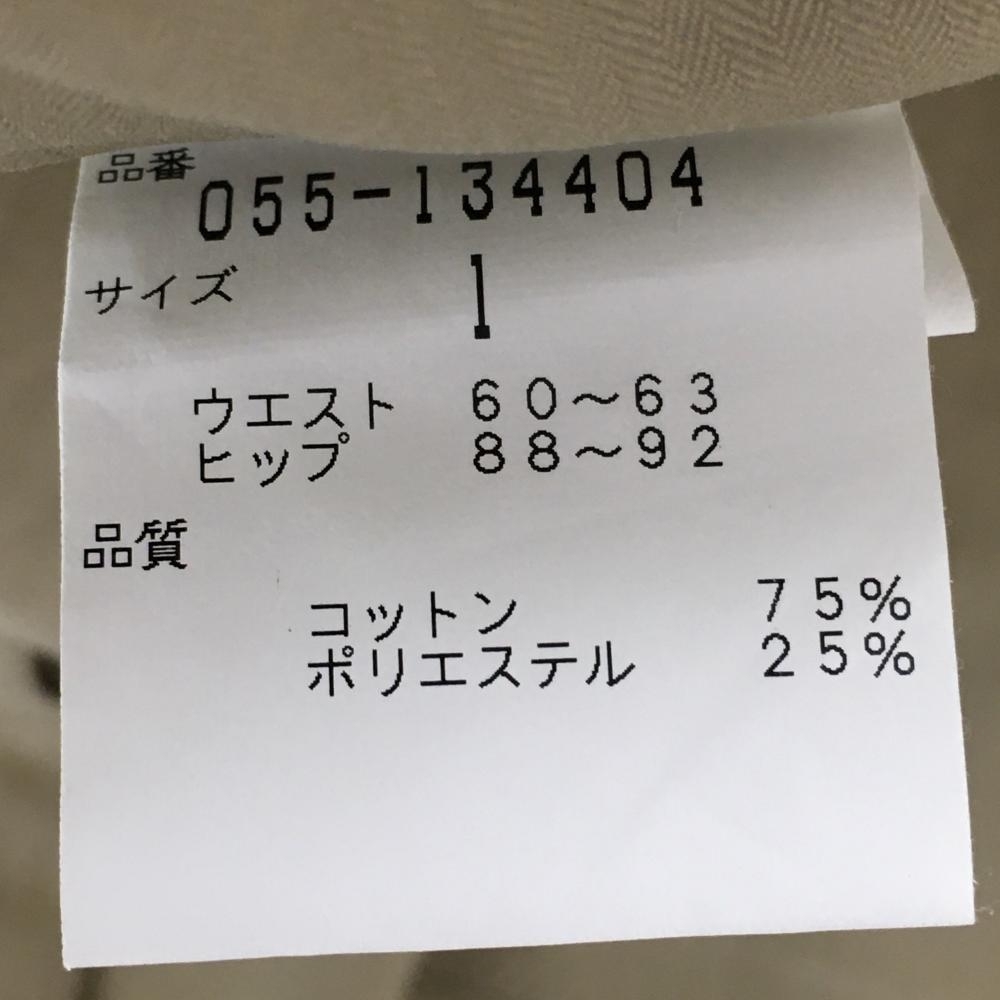 品番 055-134404
サイズ 1
ウエスト 60〜63
ヒップ 88〜92
品質
コットン 75%
ポリエステル 25%